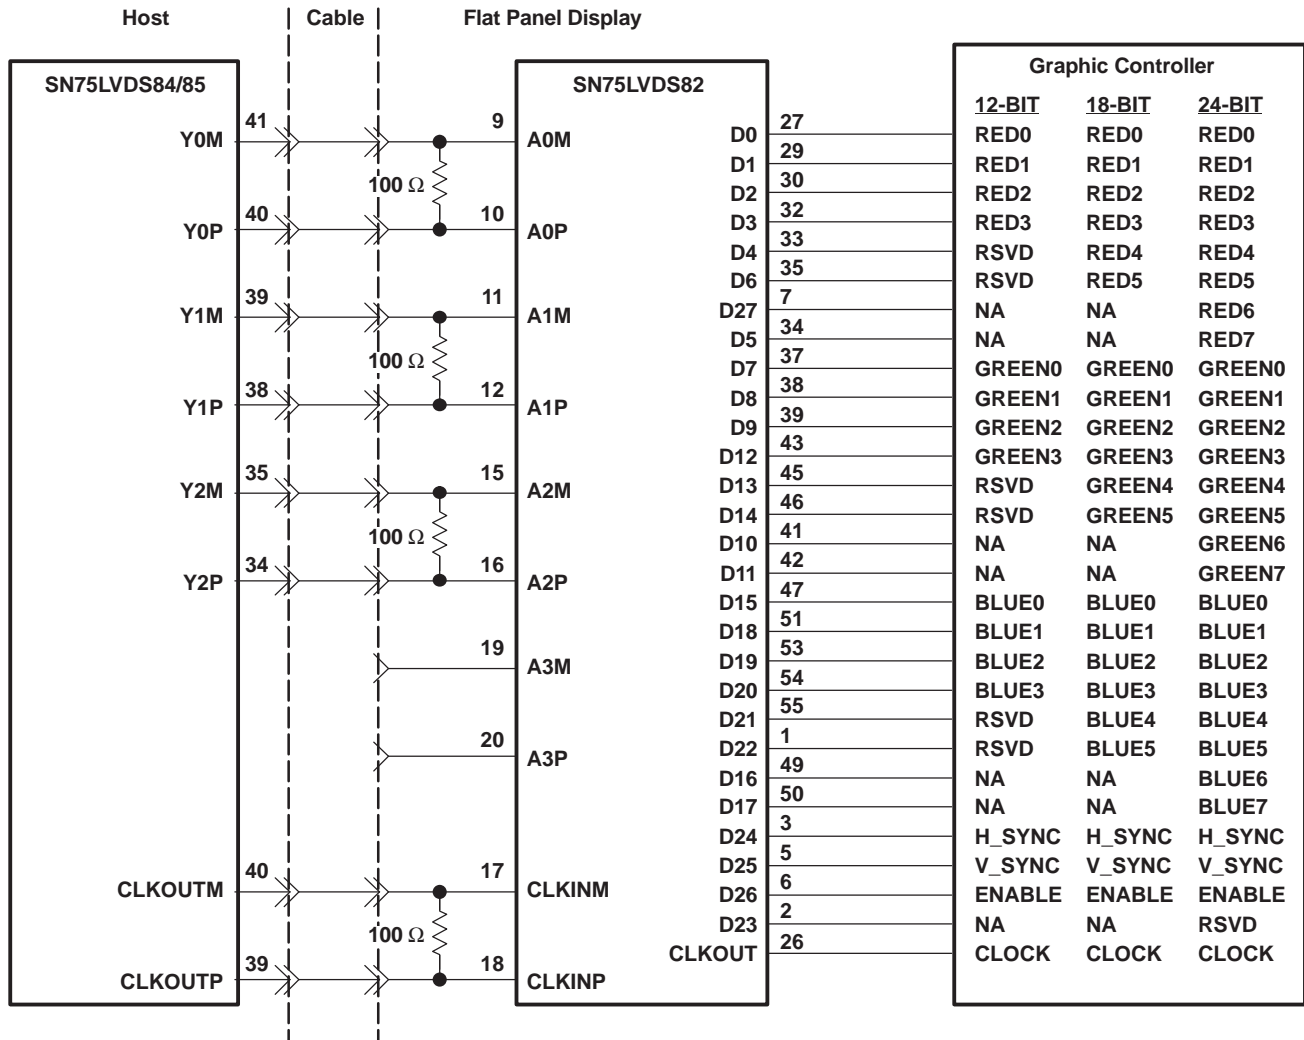 Host Cable Flat Panel Display
SN75LVDS84/85
Y0M 41
Y0P 40
Y1M 39
Y1P 38
Y2M 35
Y2P 34
CLKOUTM 40
CLKOUTP 39
100 Ω
100 Ω
100 Ω
100 Ω
SN75LVDS82
9 A0M
10 A0P
11 A1M
12 A1P
15 A2M
16 A2P
19 A3M
20 A3P
17 CLKINM
18 CLKINP
Graphic Controller
12-BIT 18-BIT 24-BIT
D0 27 RED0 RED0 RED0
D1 29 RED1 RED1 RED1
D2 30 RED2 RED2 RED2
D3 32 RED3 RED3 RED3
D4 33 RSVD RED4 RED4
D6 35 RSVD RED5 RED5
D27 7 NA NA RED6
D5 34 NA NA RED7
D7 37 GREEN0 GREEN0 GREEN0
D8 38 GREEN1 GREEN1 GREEN1
D9 39 GREEN2 GREEN2 GREEN2
D12 43 GREEN3 GREEN3 GREEN3
D13 45 RSVD GREEN4 GREEN4
D14 46 RSVD GREEN5 GREEN5
D10 41 NA NA GREEN6
D11 42 NA NA GREEN7
D15 47 BLUE0 BLUE0 BLUE0
D18 51 BLUE1 BLUE1 BLUE1
D19 53 BLUE2 BLUE2 BLUE2
D20 54 BLUE3 BLUE3 BLUE3
D21 55 RSVD BLUE4 BLUE4
D22 1 RSVD BLUE5 BLUE5
D16 49 NA NA BLUE6
D17 50 NA NA BLUE7
D24 3 H_SYNC H_SYNC H_SYNC
D25 5 V_SYNC V_SYNC V_SYNC
D26 6 ENABLE ENABLE ENABLE
D23 2 NA NA RSVD
CLKOUT 26 CLOCK CLOCK CLOCK